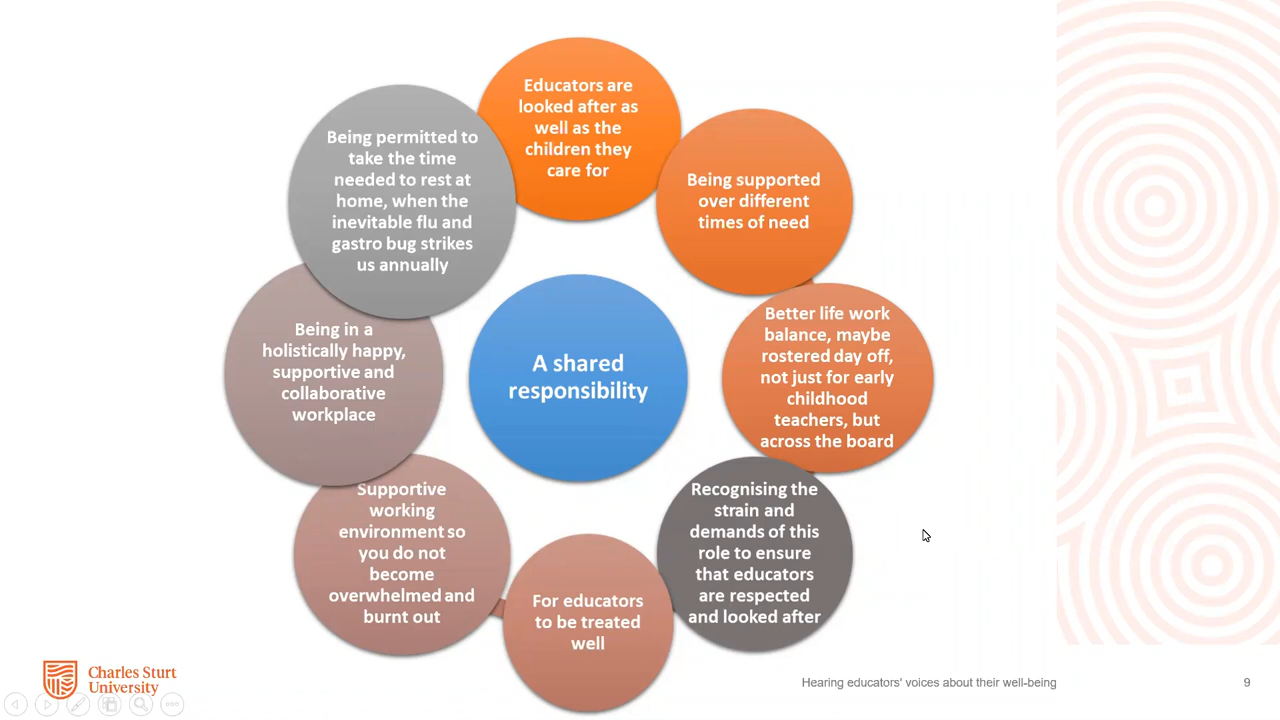 Educators are
looked after as
well as the
children they
care for
Being supported
over different
times of need
Better life work
balance, maybe
rostered day off,
not just for early
childhood
teachers, but
across the board
Recognising the
strain and
demands of this
role to ensure
that educators
are respected
and looked after
For educators
to be treated
well
Supportive
working
environment so
you do not
become
overwhelmed and
burnt out
Being in a
holistically happy,
supportive and
collaborative
workplace
Being permitted to
take the time
needed to rest at
home, when the
inevitable flu and
gastro bug strikes
us annually
A shared
responsibility
Charles Sturt
University
Hearing educators' voices about their well-being
9